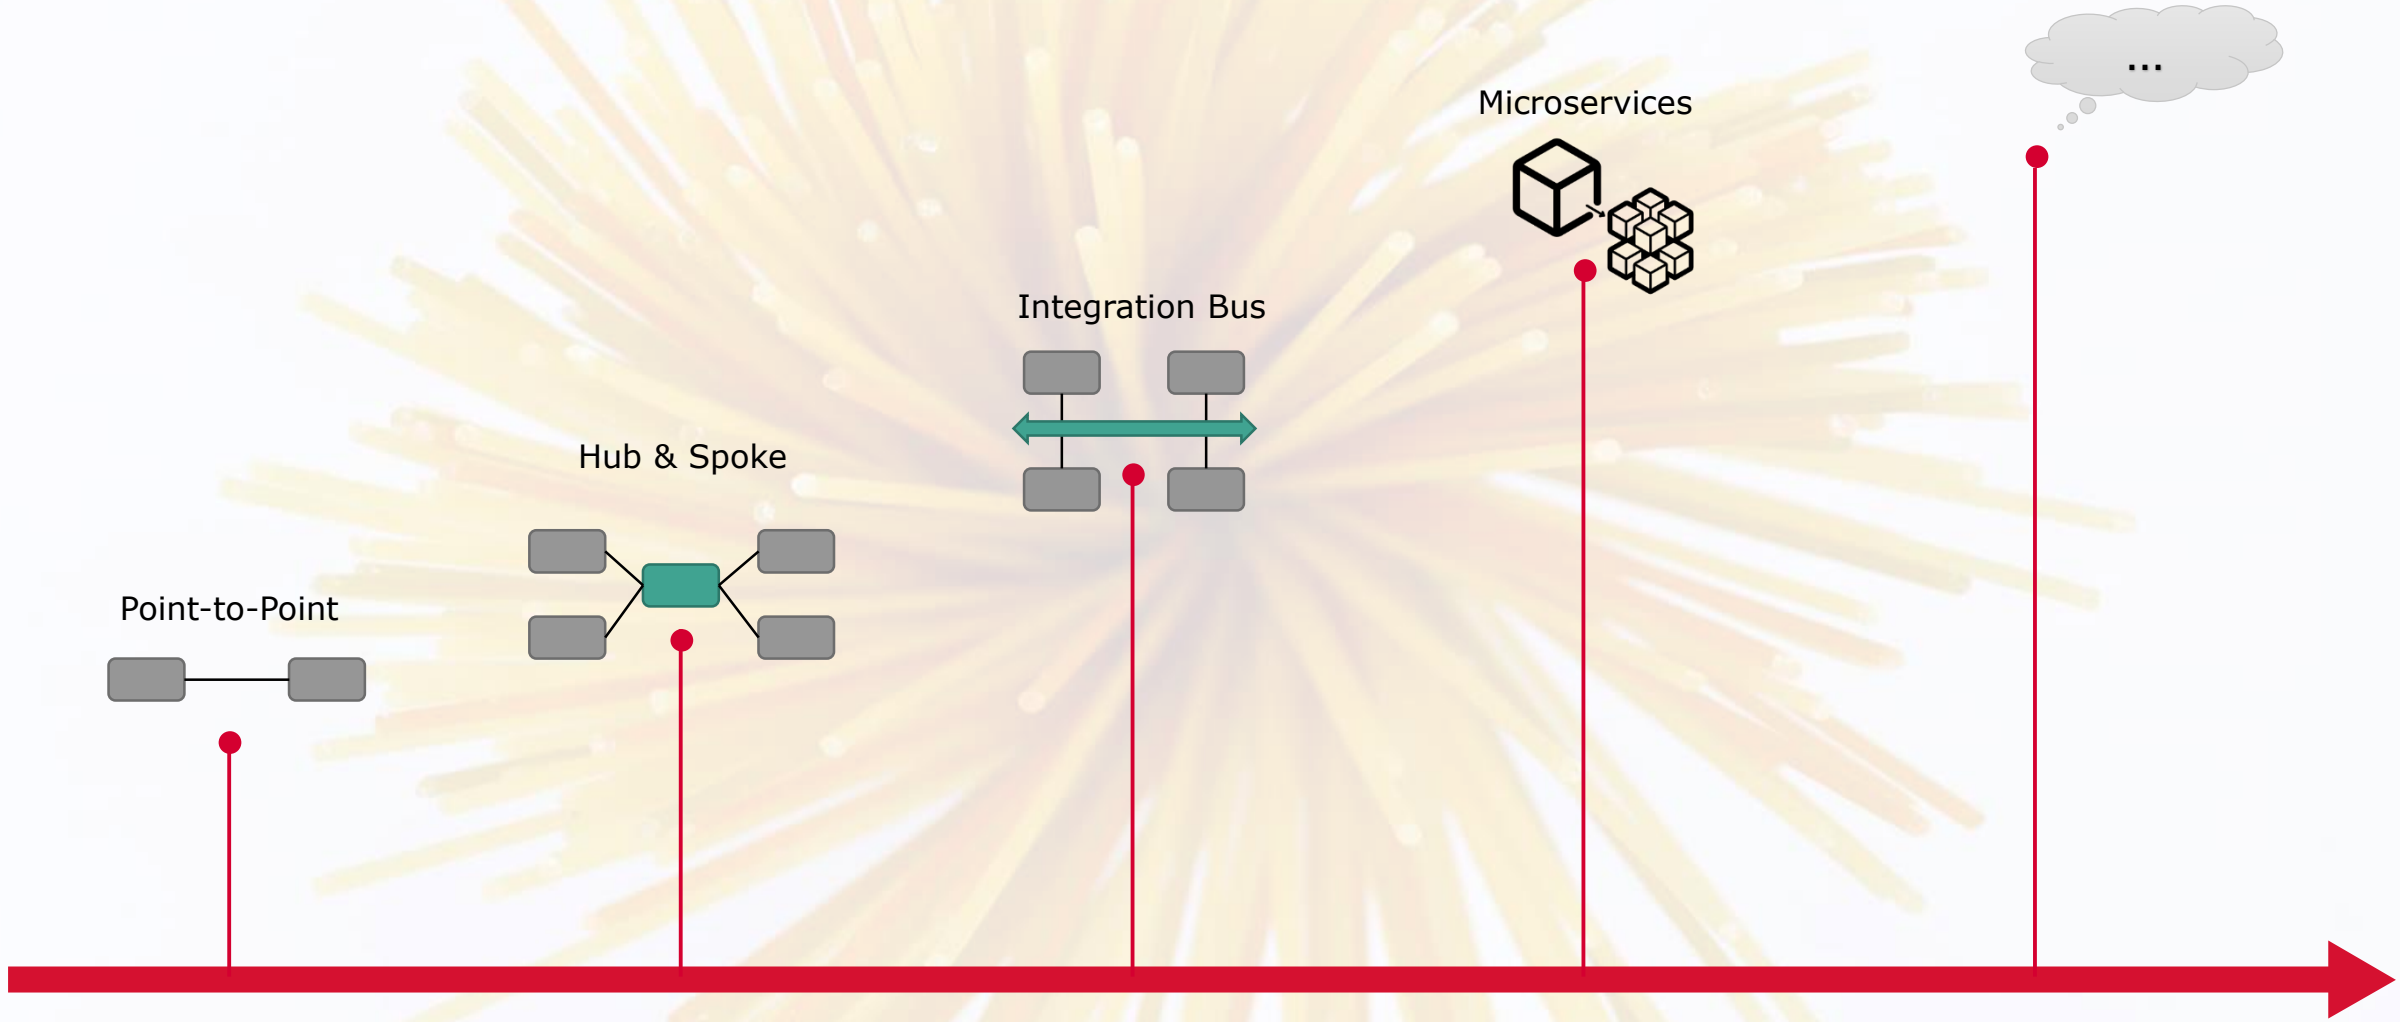 Point-to-Point
Hub & Spoke
Integration Bus
Microservices
...